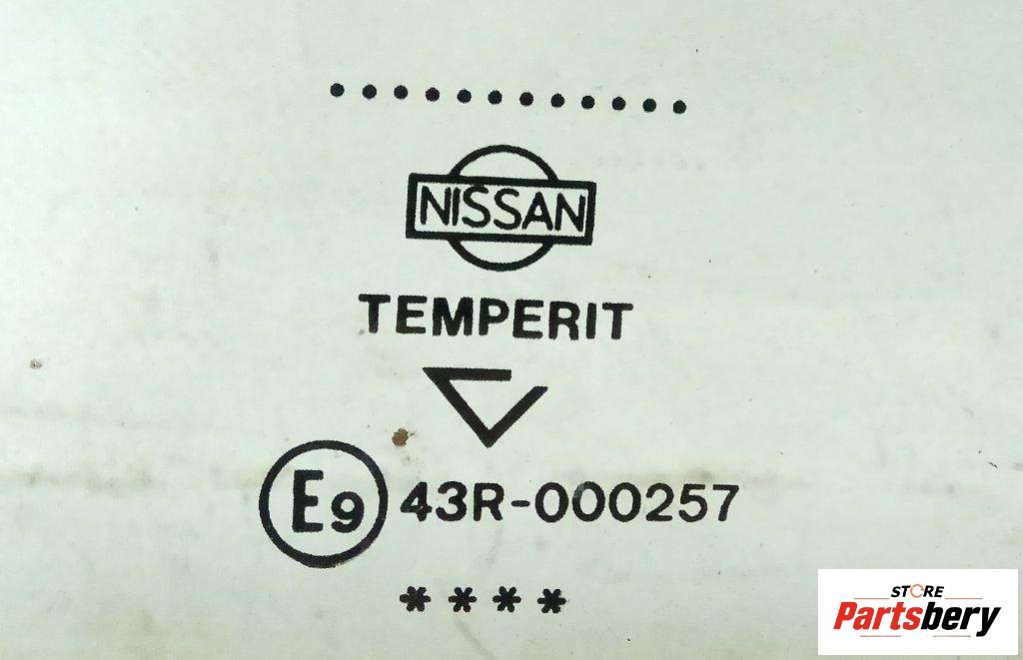 NISSAN
TEMPERIT
E9 43R-000257
****
STORE
Partsbery